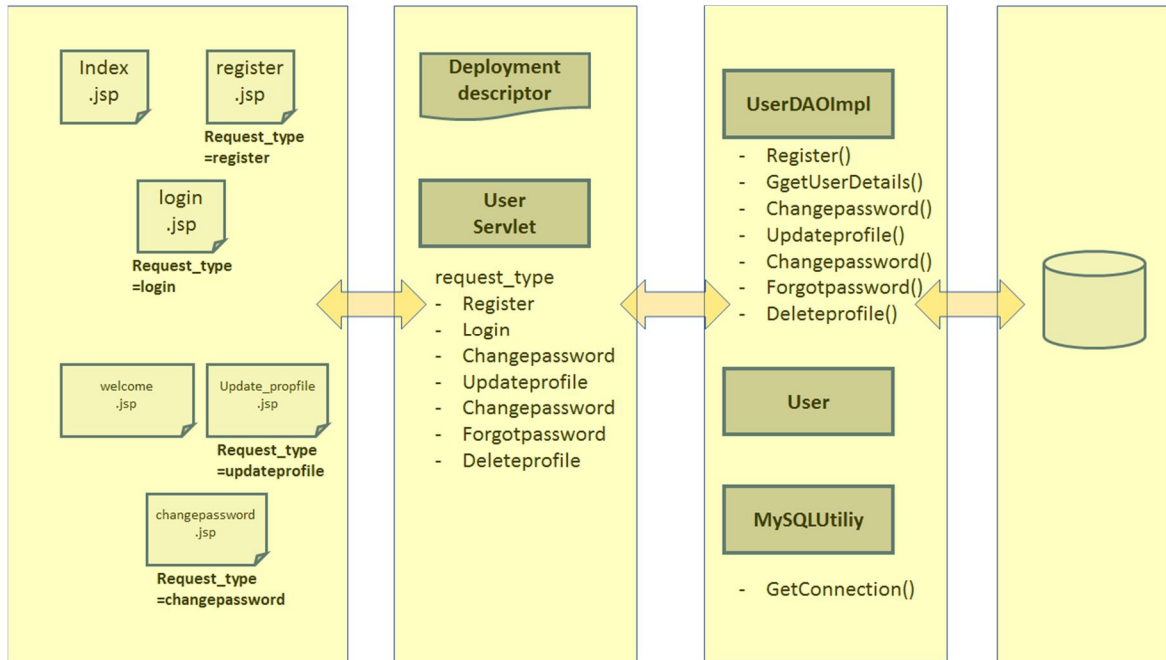 Index
.jsp
register
.jsp
Request_type
=register
login
.jsp
Request_type
=login
welcome
.jsp
Update_propfile
.jsp
Request_type
=updateprofile
changepassword
.jsp
Request_type
=changepassword
Deployment
descriptor
User
Servlet
request_type
- Register
- Login
- Changepassword
- Updateprofile
- Changepassword
- Forgotpassword
- Deleteprofile
UserDAOImpl
- Register()
- GgetUserDetails()
- Changepassword()
- Updateprofile()
- Changepassword()
- Forgotpassword()
- Deleteprofile()
User
MySQLUtiliy
- GetConnection()